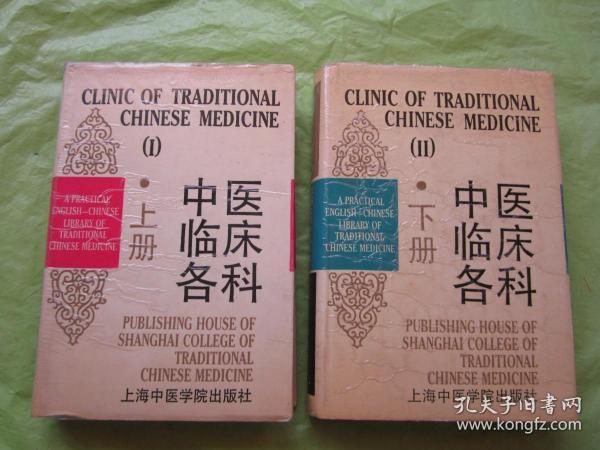 CLINIC OF TRADITIONAL
CHINESE MEDICINE
(I)
A PRACTICAL
ENGLISH—CHINESE
LIBRARY OF
TRADITIONAL
CHINESE MEDICINE
·上册
中医
临床
各科
PUBLISHING HOUSE OF
SHANGHAI COLLEGE OF
TRADITIONAL
CHINESE MEDICINE
上海中医学院出版社
CLINIC OF TRADITIONAL
CHINESE MEDICINE
(II)
A PRACTICAL
ENGLISH—CHINESE
LIBRARY OF
TRADITIONAL
CHINESE MEDICINE
·下册
中医
临床
各科
PUBLISHING HOUSE OF
SHANGHAI COLLEGE OF
TRADITIONAL
CHINESE MEDICINE
上海中医学院出版社
孔夫子旧书网
www.kongfz.com